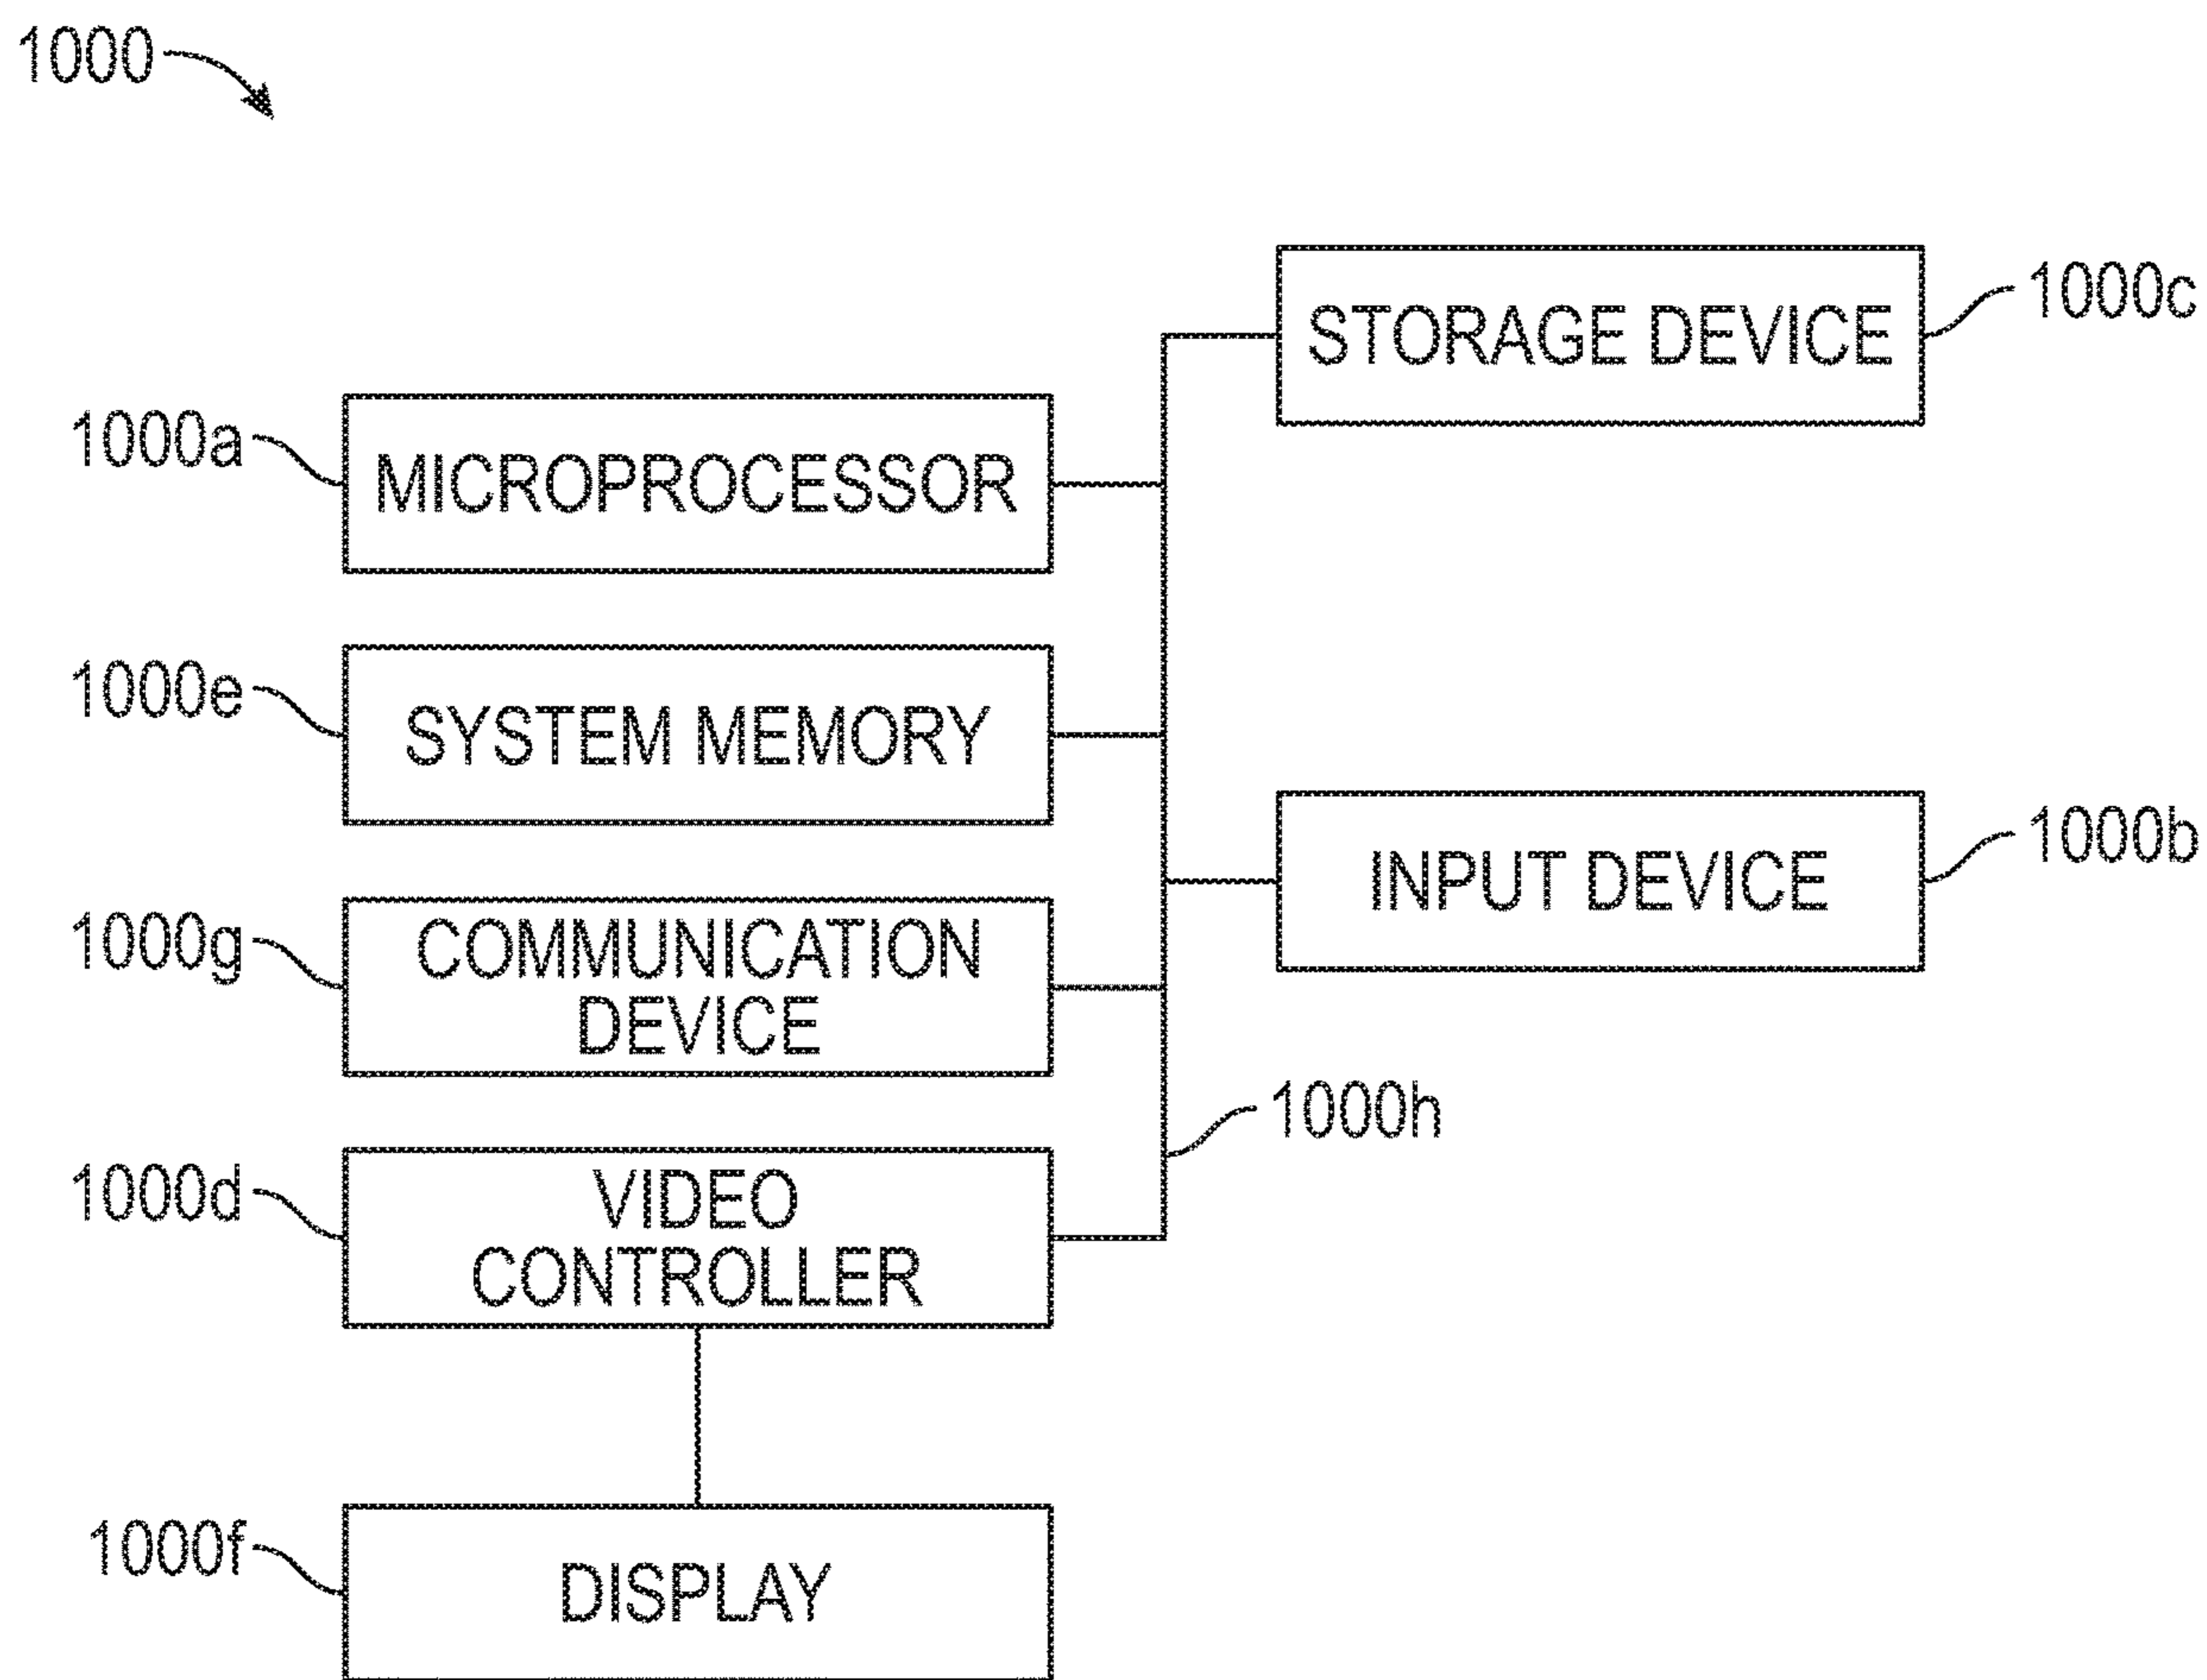 1000
STORAGE DEVICE
1000c
1000a
MICROPROCESSOR
1000e
SYSTEM MEMORY
INPUT DEVICE
1000b
1000g
COMMUNICATION
DEVICE
1000h
1000d
VIDEO
CONTROLLER
1000f
DISPLAY